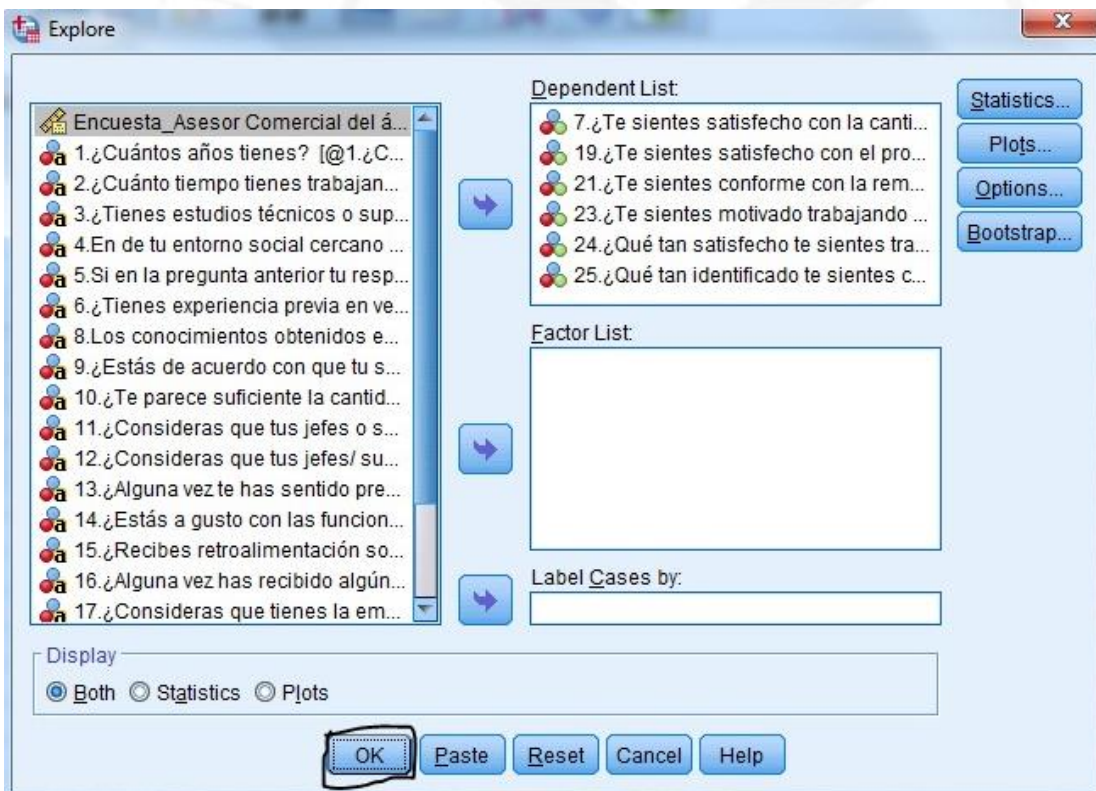 Explore
Encuesta_Asesor Comercial del á...
1.¿Cuántos años tienes? [@1.¿C...
2.¿Cuánto tiempo tienes trabajan...
3.¿Tienes estudios técnicos o sup...
4.En de tu entorno social cercano ...
5.Si en la pregunta anterior tu resp...
6.¿Tienes experiencia previa en ve...
8.Los conocimientos obtenidos e...
9.¿Estás de acuerdo con que tu s...
10.¿Te parece suficiente la cantid...
11.¿Consideras que tus jefes o s...
12.¿Consideras que tus jefes/ su...
13.¿Alguna vez te has sentido pre...
14.¿Estás a gusto con las funcion...
15.¿Recibes retroalimentación so...
16.¿Alguna vez has recibido algún...
17.¿Consideras que tienes la em...
Dependent List:
7.¿Te sientes satisfecho con la canti...
19.¿Te sientes satisfecho con el pro...
21.¿Te sientes conforme con la rem...
23.¿Te sientes motivado trabajando ...
24.¿Qué tan satisfecho te sientes tra...
25.¿Qué tan identificado te sientes c...
Factor List:
Label Cases by:
Statistics...
Plots...
Options...
Bootstrap...
Display
Both Statistics Plots
OK Paste Reset Cancel Help